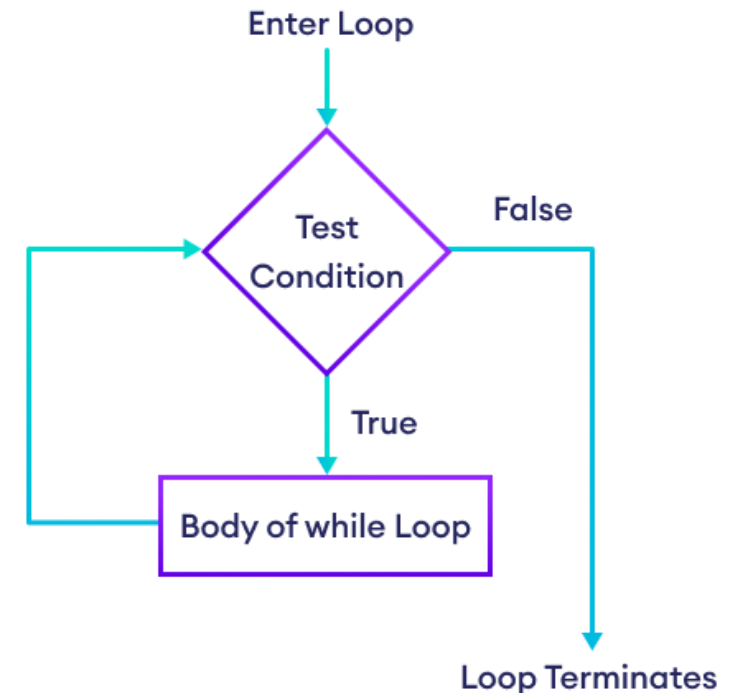 Enter Loop
False
Test
Condition
True
Body of while Loop
Loop Terminates